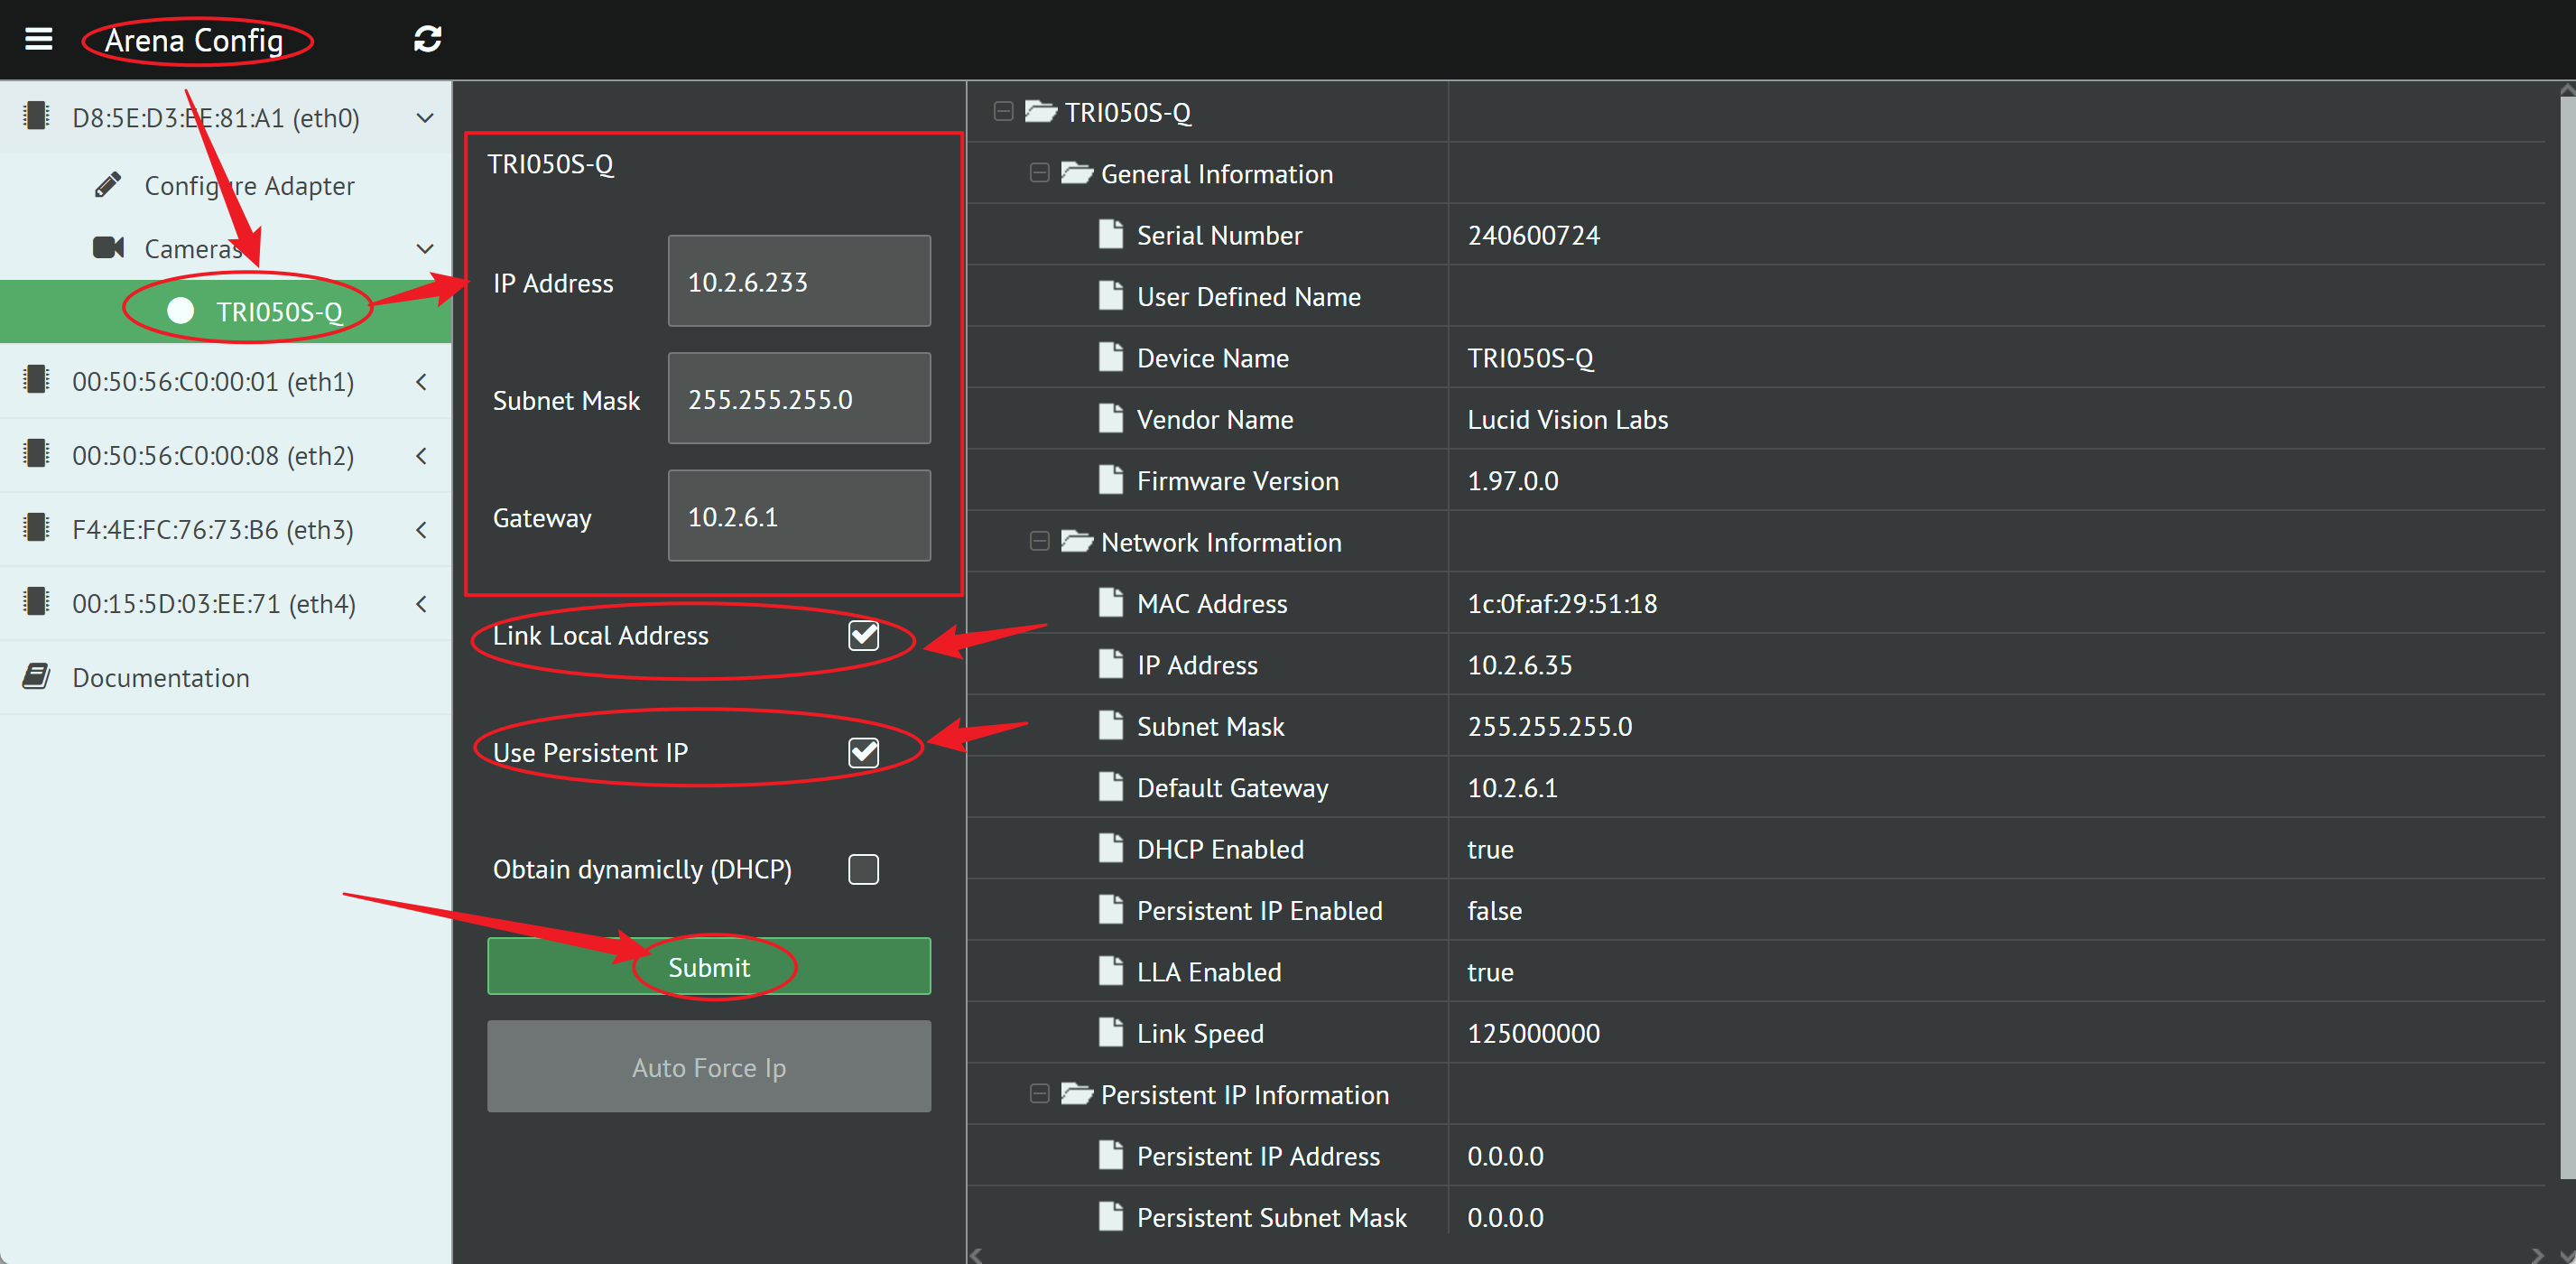 Arena Config
D8:5E:D3:EE:81:A1 (eth0)
Configure Adapter
Cameras
TRI050S-Q
00:50:56:C0:00:01 (eth1)
00:50:56:C0:00:08 (eth2)
F4:4E:FC:76:73:B6 (eth3)
00:15:5D:03:EE:71 (eth4)
Documentation
TRI050S-Q
IP Address 10.2.6.233
Subnet Mask 255.255.255.0
Gateway 10.2.6.1
Link Local Address
Use Persistent IP
Obtain dynamiclly (DHCP)
Submit
Auto Force Ip
TRI050S-Q
General Information
Serial Number 240600724
User Defined Name
Device Name TRI050S-Q
Vendor Name Lucid Vision Labs
Firmware Version 1.97.0.0
Network Information
MAC Address 1c:0f:af:29:51:18
IP Address 10.2.6.35
Subnet Mask 255.255.255.0
Default Gateway 10.2.6.1
DHCP Enabled true
Persistent IP Enabled false
LLA Enabled true
Link Speed 125000000
Persistent IP Information
Persistent IP Address 0.0.0.0
Persistent Subnet Mask 0.0.0.0